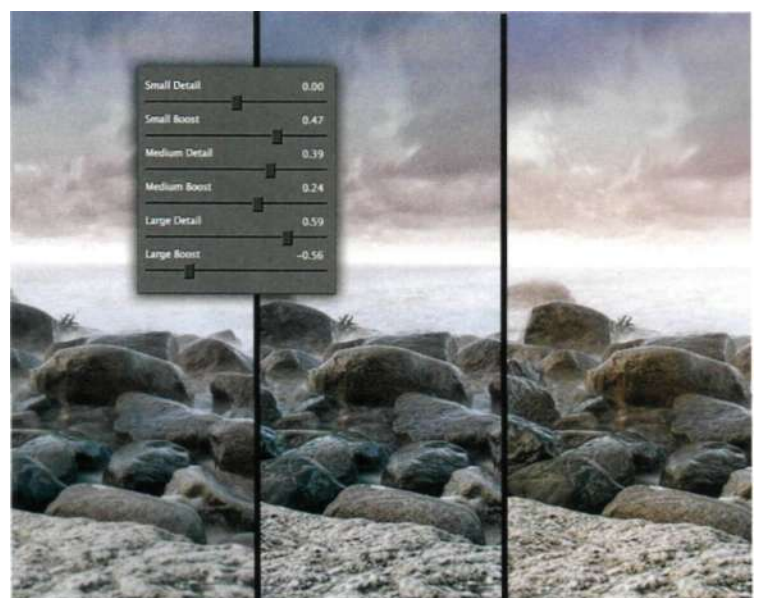 Small Detail 0.00
Small Boost 0.47
Medium Detail 0.39
Medium Boost 0.24
Large Detail 0.59
Large Boost -0.56